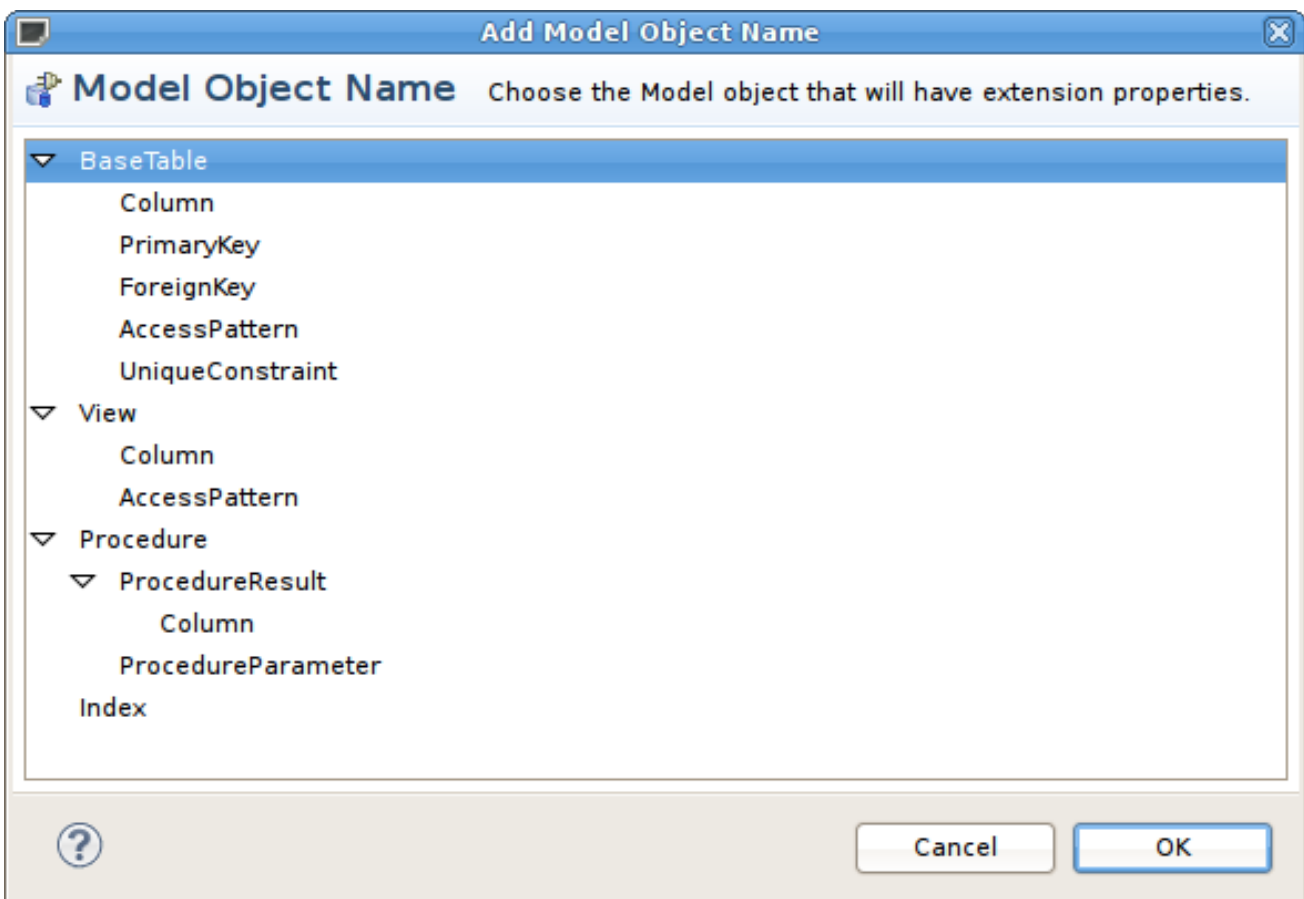 Add Model Object Name
Model Object Name Choose the Model object that will have extension properties.
BaseTable
Column
PrimaryKey
ForeignKey
AccessPattern
UniqueConstraint
View
Column
AccessPattern
Procedure
ProcedureResult
Column
ProcedureParameter
Index
? Cancel OK